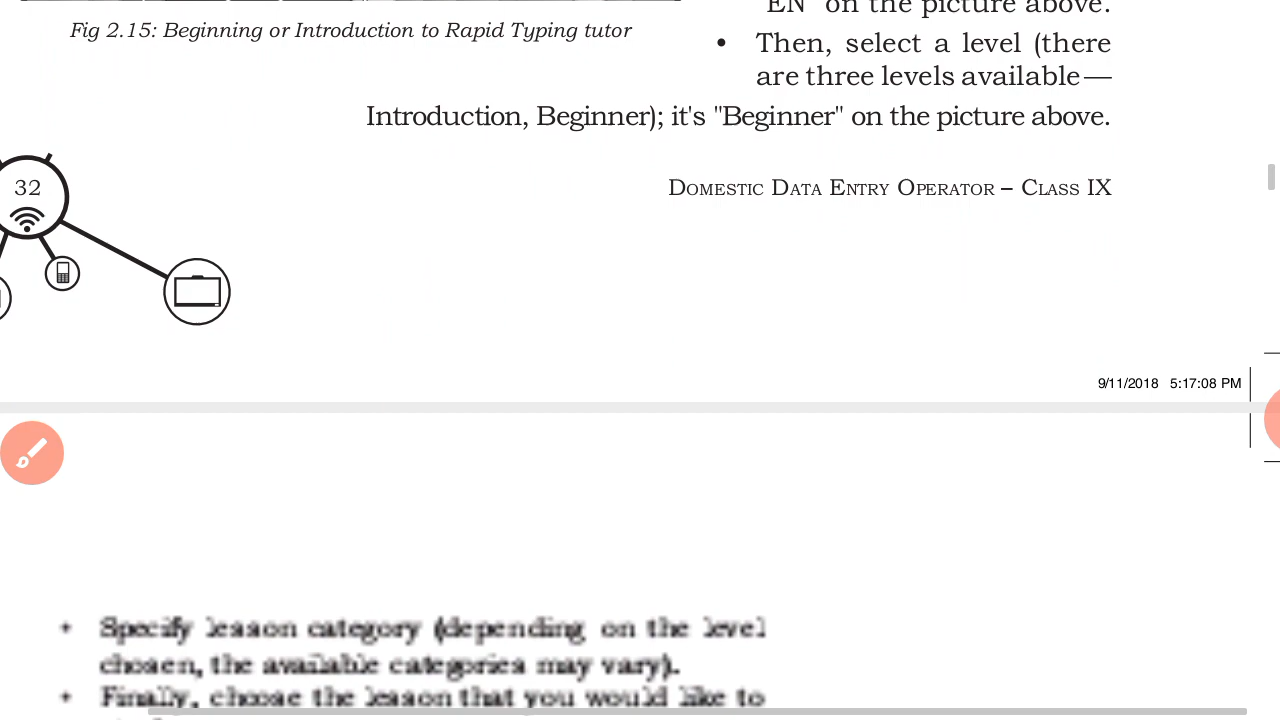 EN" on the picture above.
Fig 2.15: Beginning or Introduction to Rapid Typing tutor
• Then, select a level (there
are three levels available—
Introduction, Beginner); it's "Beginner" on the picture above.
32
Domestic Data Entry Operator – Class IX
9/11/2018 5:17:08 PM
• Specify lesson category (depending on the level
chosen, the available categories may vary).
• Finally, choose the lesson that you would like to